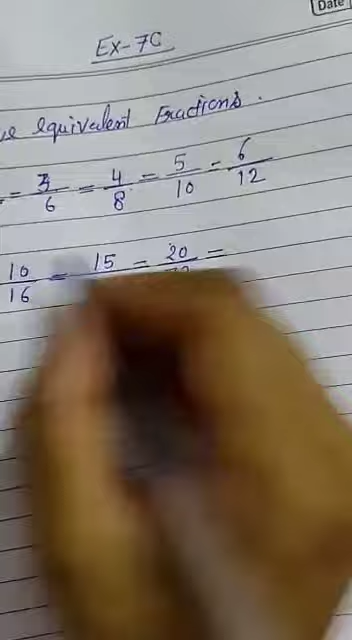 Date
Ex-7C
equivalent Fractions.
= 3/6 = 4/8 = 5/10 = 6/12
10/16 = 15 = 20 =